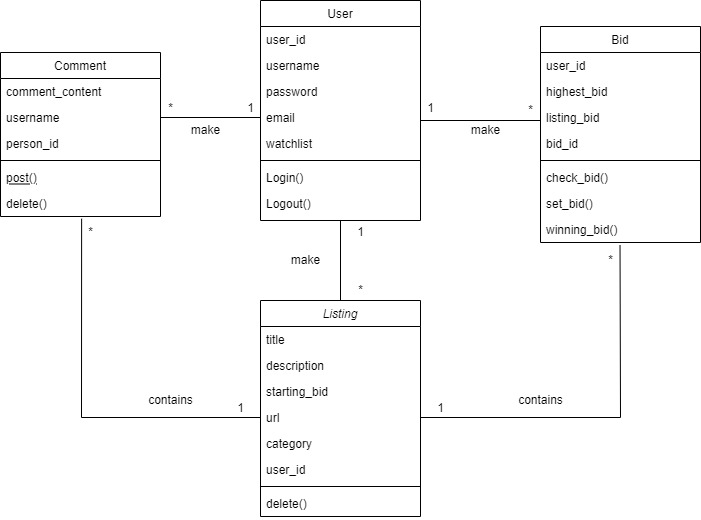 User
user_id
username
password
email
watchlist
Login()
Logout()
Comment
comment_content
username
person_id
post()
delete()
Bid
user_id
highest_bid
listing_bid
bid_id
check_bid()
set_bid()
winning_bid()
* 1
make
1 *
make
1
make
*
Listing
title
description
starting_bid
url
category
user_id
delete()
*
contains
1
*
contains
1